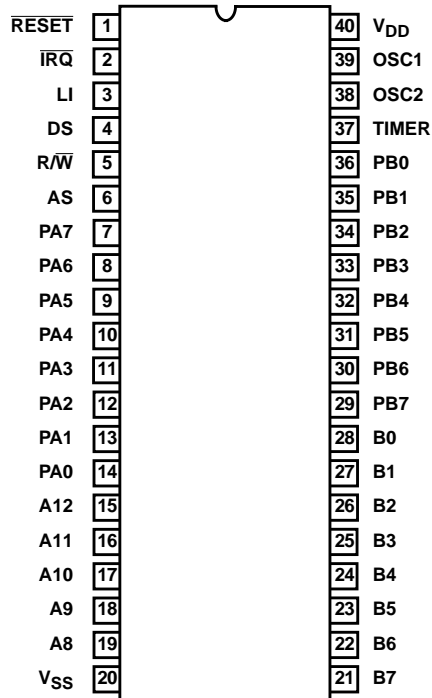 R̅E̅S̅E̅T̅ 1 40 VDD
I̅R̅Q̅ 2 39 OSC1
LI 3 38 OSC2
DS 4 37 TIMER
R/W̅ 5 36 PB0
AS 6 35 PB1
PA7 7 34 PB2
PA6 8 33 PB3
PA5 9 32 PB4
PA4 10 31 PB5
PA3 11 30 PB6
PA2 12 29 PB7
PA1 13 28 B0
PA0 14 27 B1
A12 15 26 B2
A11 16 25 B3
A10 17 24 B4
A9 18 23 B5
A8 19 22 B6
VSS 20 21 B7